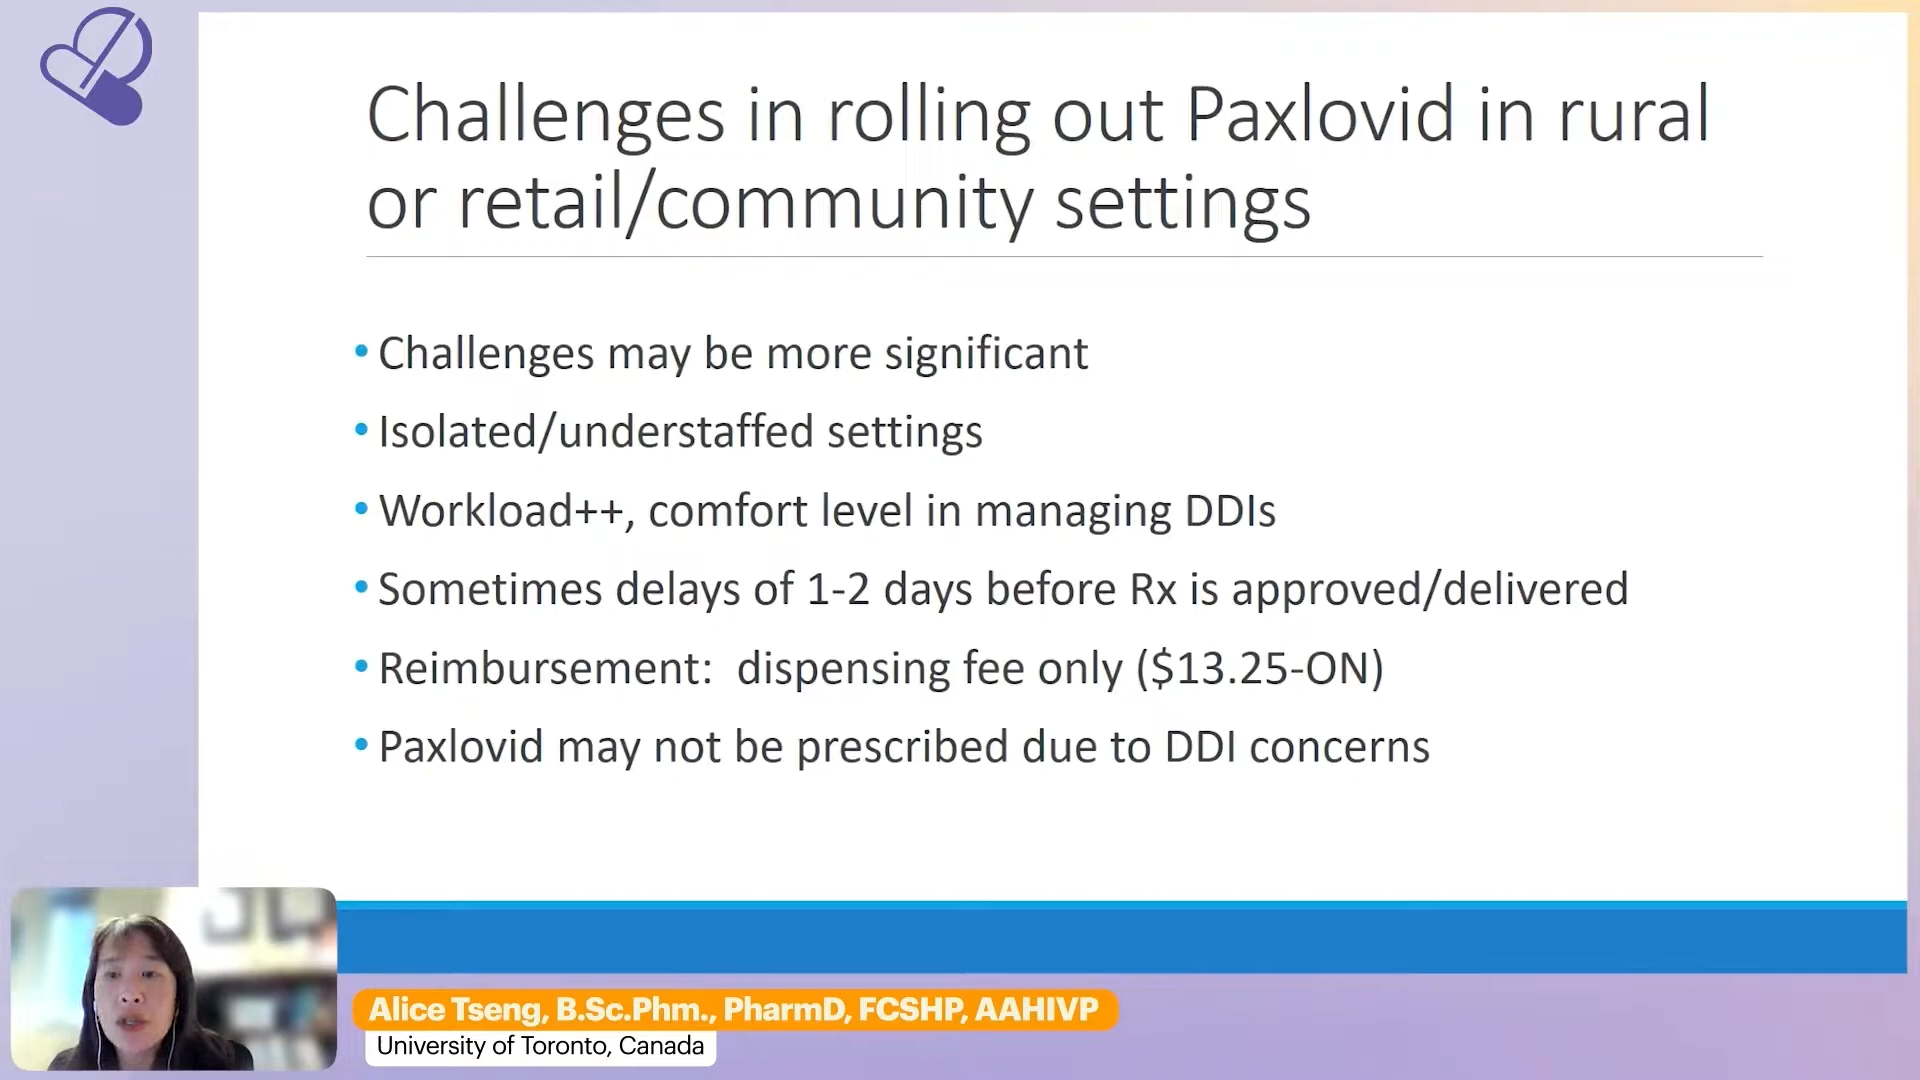 Challenges in rolling out Paxlovid in rural
or retail/community settings
• Challenges may be more significant
• Isolated/understaffed settings
• Workload++, comfort level in managing DDIs
• Sometimes delays of 1-2 days before Rx is approved/delivered
• Reimbursement:  dispensing fee only ($13.25-ON)
• Paxlovid may not be prescribed due to DDI concerns
Alice Tseng, B.Sc.Phm., PharmD, FCSHP, AAHIVP
University of Toronto, Canada